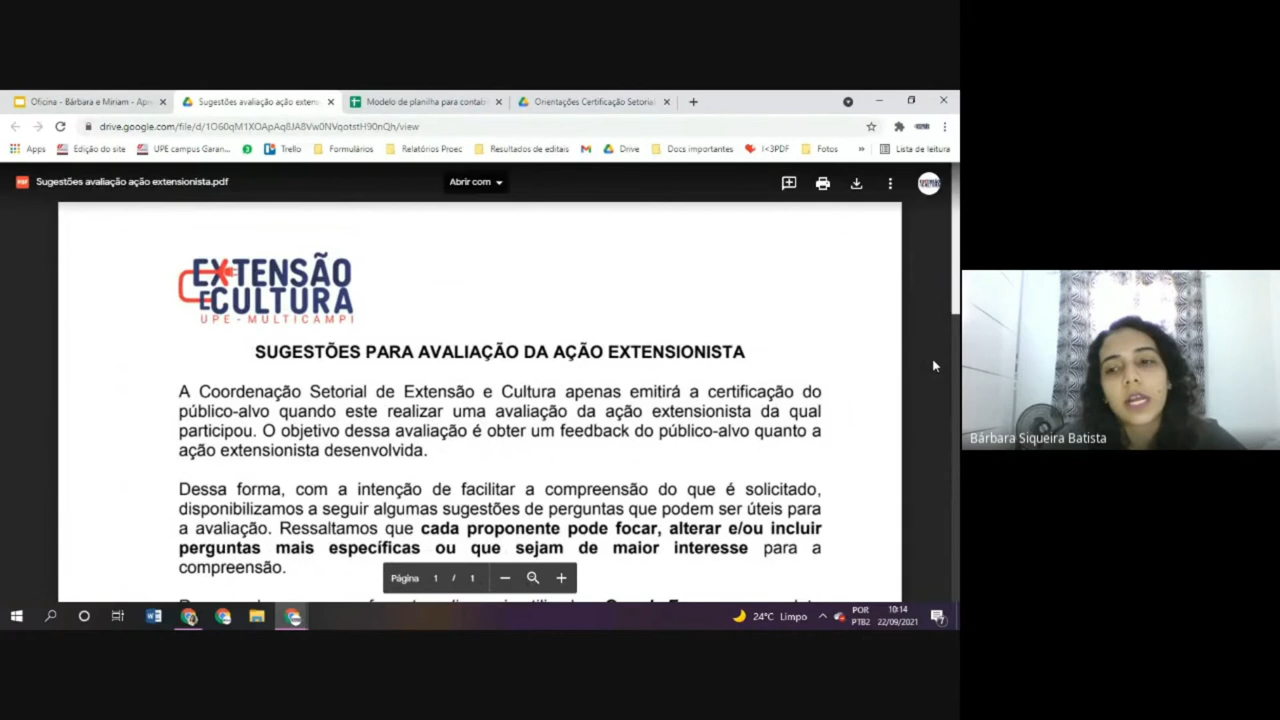 Oficina - Bárbara e Miriam - Apre
Sugestões avaliação ação extens
Modelo de planilha para contab
Orientações Certificação Setorial
drive.google.com/file/d/1O60qM1XOApAq8JA8Vw0NVqotstH90nQh/view
Apps
Edição do site
UPE campus Garan...
Trello
Formulários
Relatórios Proec
Resultados de editais
Drive
Docs importantes
I<3PDF
Fotos
»
Lista de leitura
Sugestões avaliação ação extensionista.pdf
Abrir com
EXTENSÃO
E CULTURA
UPE - MULTICAMPI
SUGESTÕES PARA AVALIAÇÃO DA AÇÃO EXTENSIONISTA
A Coordenação Setorial de Extensão e Cultura apenas emitirá a certificação do
público-alvo quando este realizar uma avaliação da ação extensionista da qual
participou. O objetivo dessa avaliação é obter um feedback do público-alvo quanto a
ação extensionista desenvolvida.
Dessa forma, com a intenção de facilitar a compreensão do que é solicitado,
disponibilizamos a seguir algumas sugestões de perguntas que podem ser úteis para
a avaliação. Ressaltamos que cada proponente pode focar, alterar e/ou incluir
perguntas mais específicas ou que sejam de maior interesse para a
compreensão.
Página 1 / 1
24°C Limpo
POR
PTB2
10:14
22/09/2021
7
Bárbara Siqueira Batista